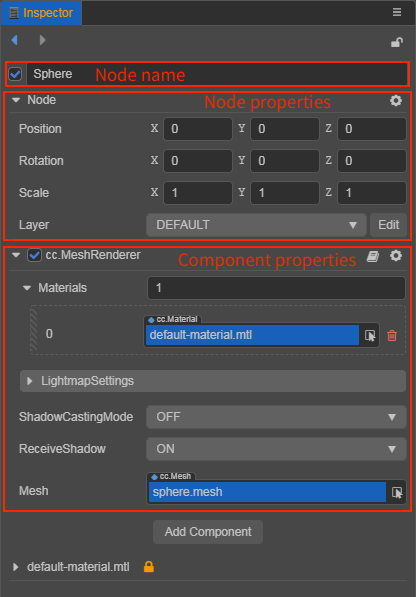 Inspector
Sphere Node name
Node Node properties
Position X 0 Y 0 Z 0
Rotation X 0 Y 0 Z 0
Scale X 1 Y 1 Z 1
Layer DEFAULT Edit
cc.MeshRenderer Component properties
Materials 1
cc.Material
0 default-material.mtl
LightmapSettings
ShadowCastingMode OFF
ReceiveShadow ON
cc.Mesh
Mesh sphere.mesh
Add Component
default-material.mtl